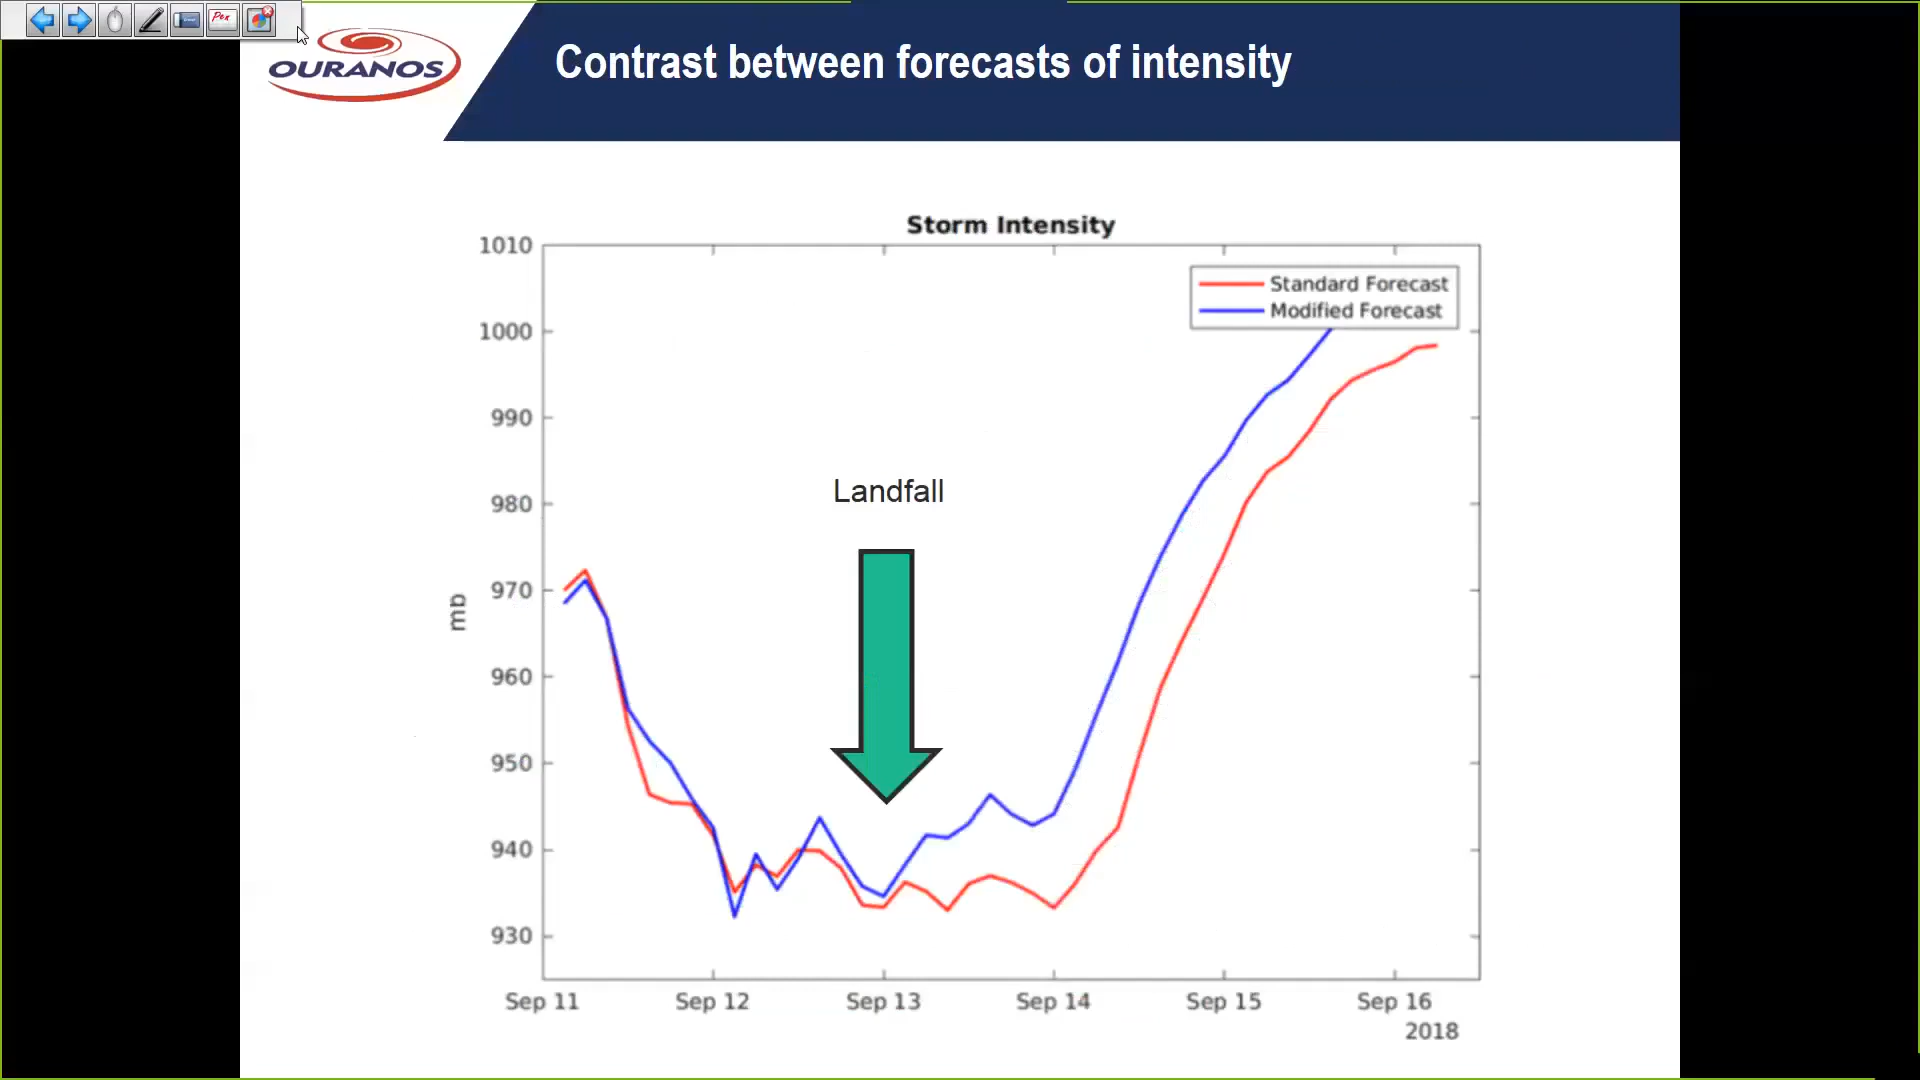 Pen
OURANOS
Contrast between forecasts of intensity
Storm Intensity
1010
1000
990
980
970
960
950
940
930
mb
Standard Forecast
Modified Forecast
Landfall
Sep 11 Sep 12 Sep 13 Sep 14 Sep 15 Sep 16
2018